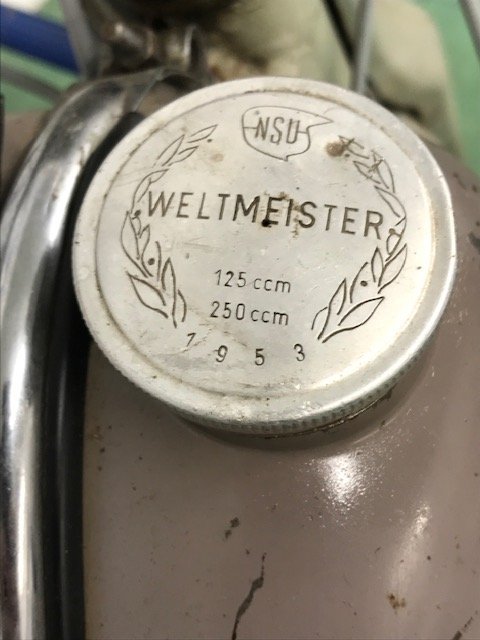 NSU
WELTMEISTER
125 ccm
250 ccm
1953